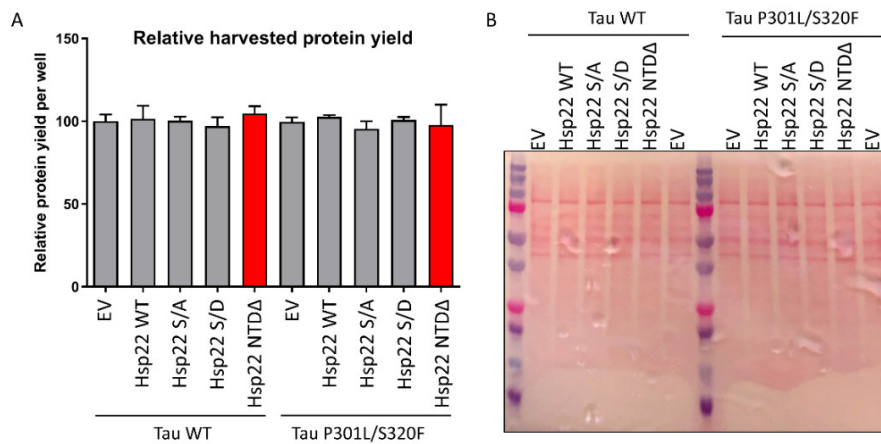 A
Relative harvested protein yield
Relative protein yield per well
150
100
50
0
EV
Hsp22 WT
Hsp22 S/A
Hsp22 S/D
Hsp22 NTDΔ
EV
Hsp22 WT
Hsp22 S/A
Hsp22 S/D
Hsp22 NTDΔ
Tau WT
Tau P301L/S320F
B
Tau WT
Tau P301L/S320F
EV
Hsp22 WT
Hsp22 S/A
Hsp22 S/D
Hsp22 NTDΔ
EV
EV
Hsp22 WT
Hsp22 S/A
Hsp22 S/D
Hsp22 NTDΔ
EV